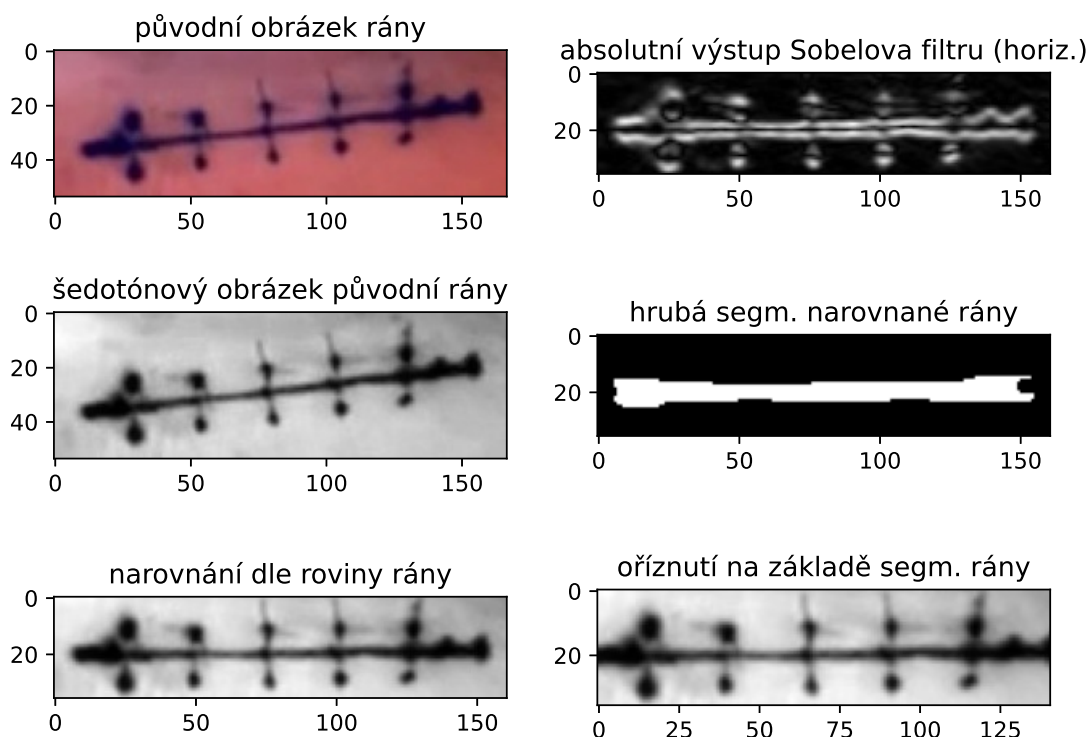 původní obrázek rány
0
20
40
0 50 100 150
absolutní výstup Sobelova filtru (horiz.)
0
20
0 50 100 150
šedotónový obrázek původní rány
0
20
40
0 50 100 150
hrubá segm. narovnané rány
0
20
0 50 100 150
narovnání dle roviny rány
0
20
0 50 100 150
oříznutí na základě segm. rány
0
20
0 25 50 75 100 125